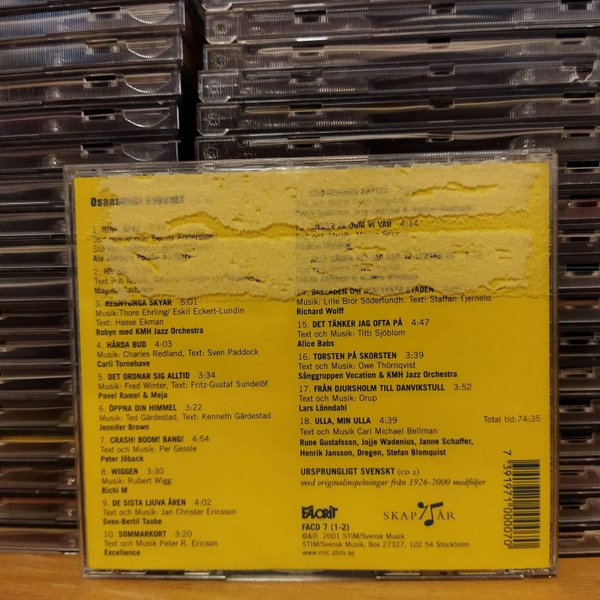 3. REGNTUNGA SKYAR 5:01
Musik:Thore Ehrling/ Eskil Eckert-Lundin
Text: Hasse Ekman
Robyn med KMH Jazz Orchestra
4. HÅRDA BUD 4:03
Musik: Charles Redland, Text: Sven Paddock
Carli Tornehave
5. DET ORDNAR SIG ALLTID 3:34
Musik: Fred Winter, Text: Fritz-Gustaf Sundelöf
Povel Ramel & Meja
6. ÖPPNA DIN HIMMEL 3:22
Musik: Ted Gärdestad, Text: Kenneth Gärdestad
Jennifer Brown
7. CRASH! BOOM! BANG! 4:54
Text och Musik: Per Gessle
Peter Jöback
8. WIGGEN 3:30
Musik: Rubert Wigg
Richi M
9. DE SISTA LJUVA ÅREN 4:02
Text och Musik: Jan Christer Ericsson
Sven-Bertil Taube
10. SOMMARKORT 3:20
Text och Musik Peter R. Ericson
Excellence
SOM VI VAR 4:14
Musik: Lille Bror Söderlundh. Text: Staffan Tjerneld
Richard Wolff
15. DET TÄNKER JAG OFTA PÅ 4:47
Text och Musik: Titti Sjöblom
Alice Babs
16. TORSTEN PÅ SKORSTEN 3:39
Text och Musik: Owe Thörnqvist
Sånggruppen Vocation & KMH Jazz Orchestra
17. FRÅN DJURSHOLM TILL DANVIKSTULL 3:52
Text och Musik: Orup
Lars Lönndahl
18. ULLA, MIN ULLA 4:39
Text och Musik Carl Michael Bellman
Rune Gustafsson, Jojje Wadenius, Janne Schaffer,
Henrik Jansson, Dregen, Stefan Blomquist
Total tid:74:35
URSPRUNGLIGT SVENSKT (CD 2)
med originalinspelningar från 1926-2000 medföljer
FAVORIT
FACD 7 (1-2)
SKAP ÅR
©&℗ 2001 STIM/Svensk Musik
STIM/Svensk Musik, Box 27327, 102 54 Stockholm
www.mic.stim.se
7391971000070